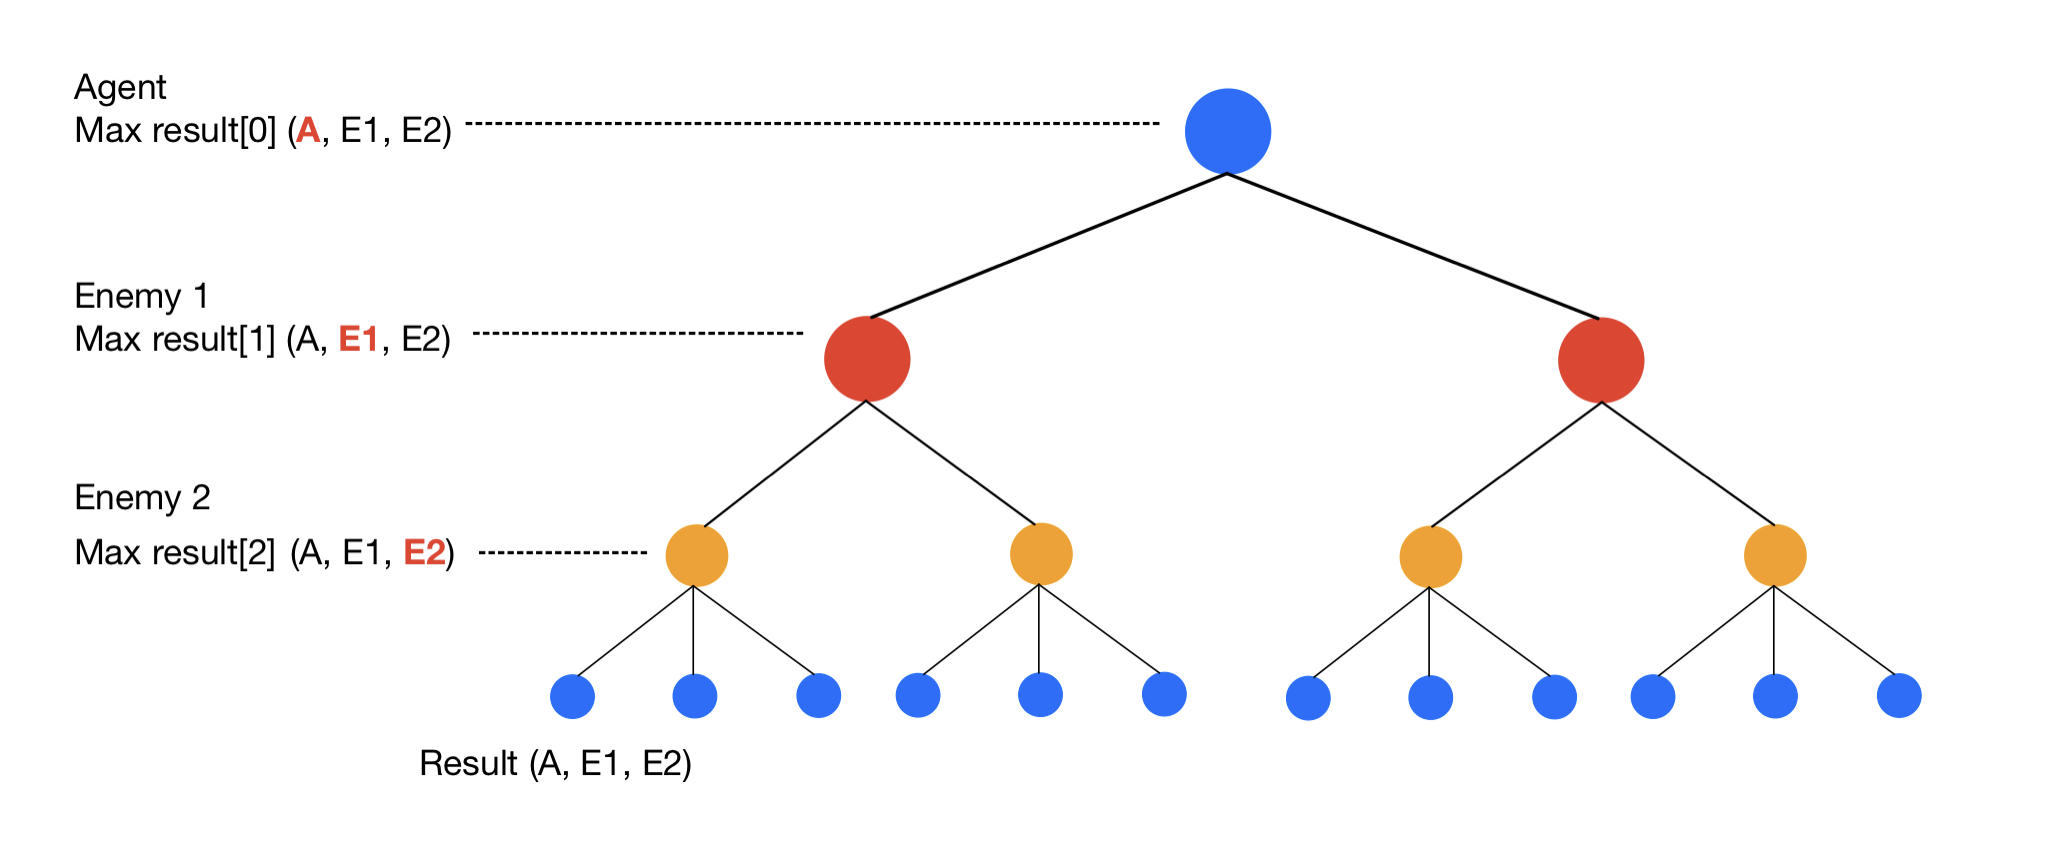 Agent
Max result[0] (A, E1, E2)
Enemy 1
Max result[1] (A, E1, E2)
Enemy 2
Max result[2] (A, E1, E2)
Result (A, E1, E2)